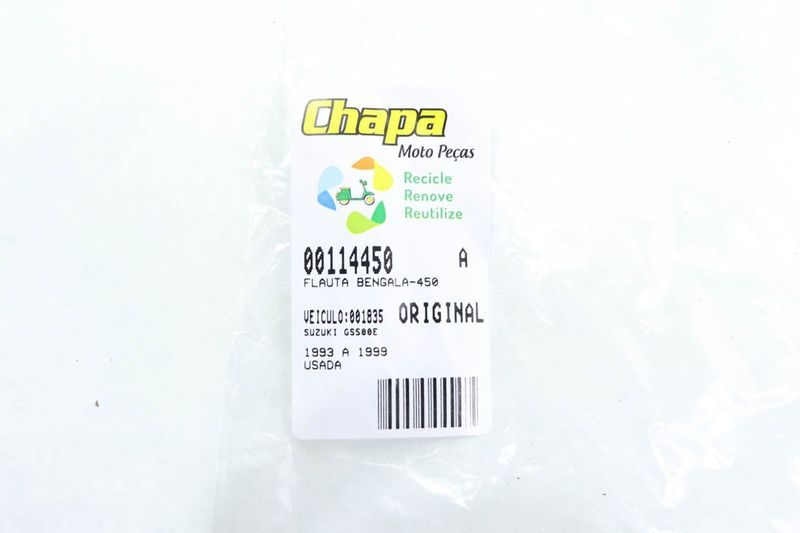 Chapa
Moto Peças
Recicle
Renove
Reutilize
00114450 A
FLAUTA BENGALA-450
VEICULO:001835 ORIGINAL
SUZUKI GS500E
1993 A 1999
USADA